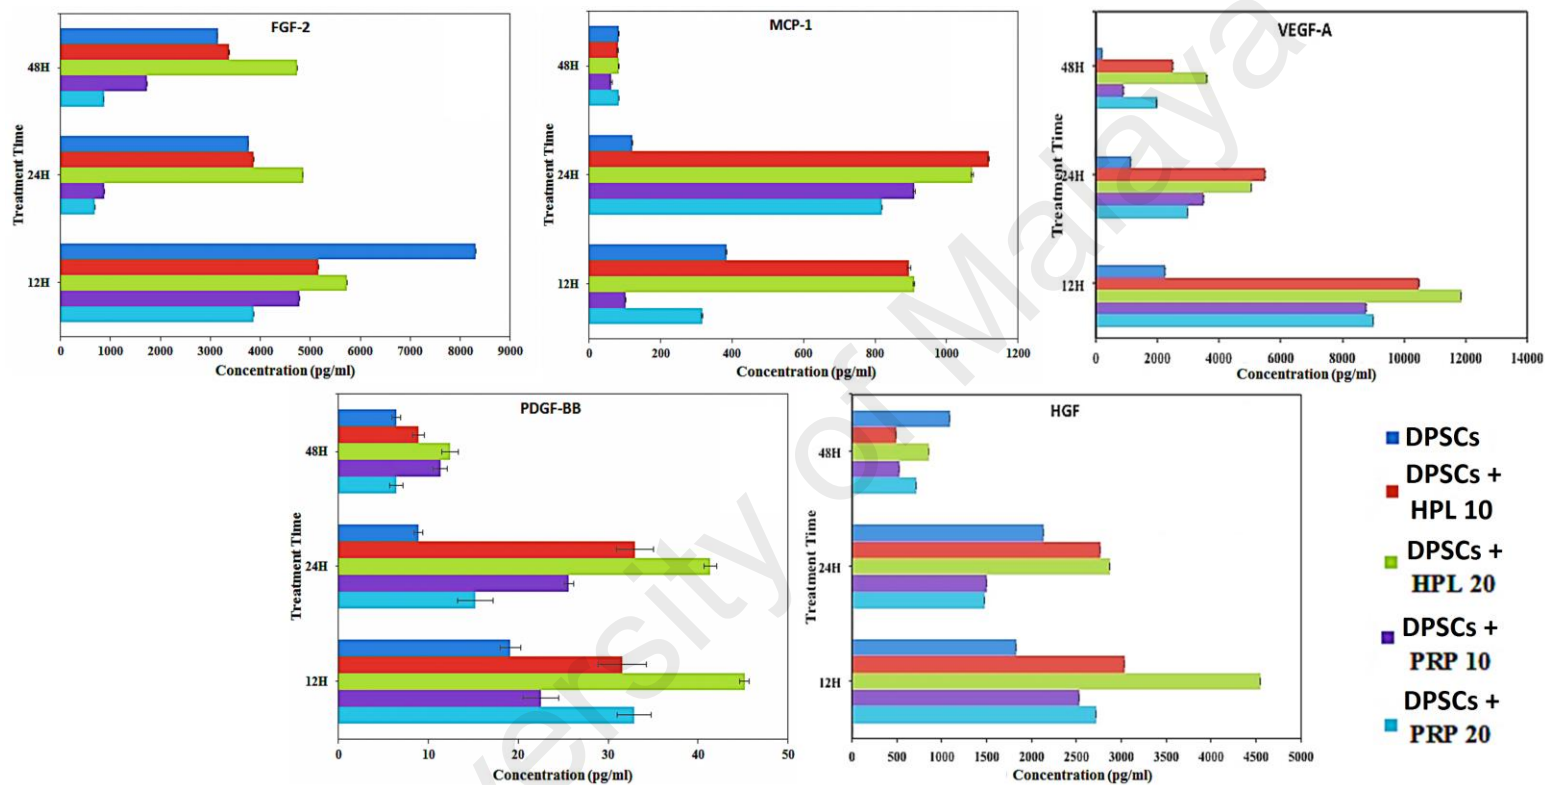 FGF-2
Treatment Time
48H
24H
12H
0 1000 2000 3000 4000 5000 6000 7000 8000 9000
Concentration (pg/ml)
MCP-1
Treatment Time
48H
24H
12H
0 200 400 600 800 1000 1200
Concentration (pg/ml)
VEGF-A
Treatment Time
48H
24H
12H
0 2000 4000 6000 8000 10000 12000 14000
Concentration (pg/ml)
PDGF-BB
Treatment Time
48H
24H
12H
0 10 20 30 40 50
Concentration (pg/ml)
HGF
Treatment Time
48H
24H
12H
0 500 1000 1500 2000 2500 3000 3500 4000 4500 5000
Concentration (pg/ml)
DPSCs
DPSCs +
HPL 10
DPSCs +
HPL 20
DPSCs +
PRP 10
DPSCs +
PRP 20
versity of Malaya